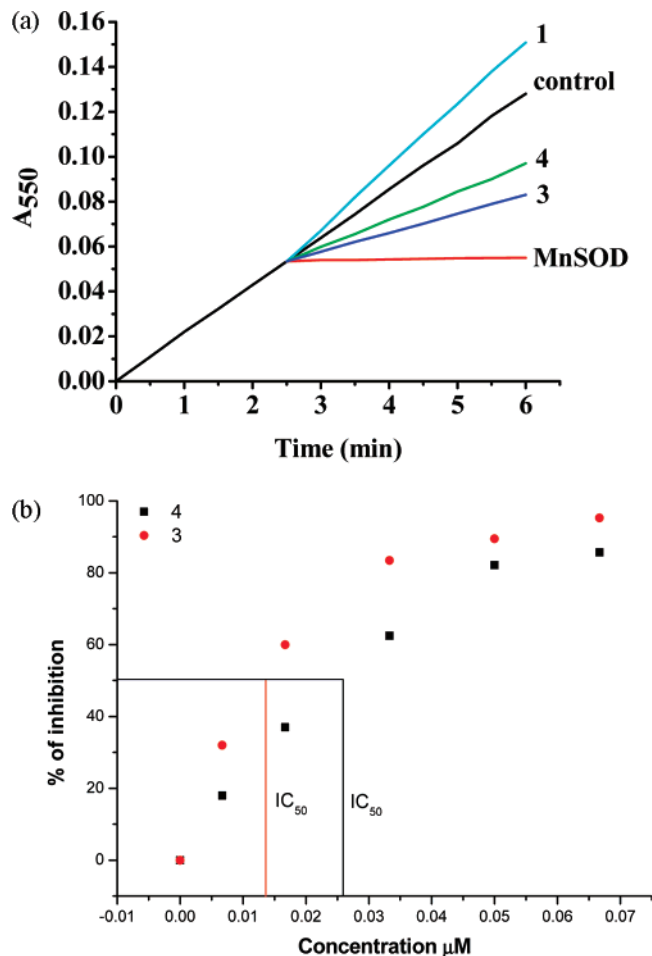 (a)
0.16
0.14
0.12
0.10
0.08
0.06
0.04
0.02
0.00
A550
1
control
4
3
MnSOD
0 1 2 3 4 5 6
Time (min)
(b)
4
3
100
80
60
40
20
0
% of inhibition
IC50
IC50
-0.01 0.00 0.01 0.02 0.03 0.04 0.05 0.06 0.07
Concentration μM